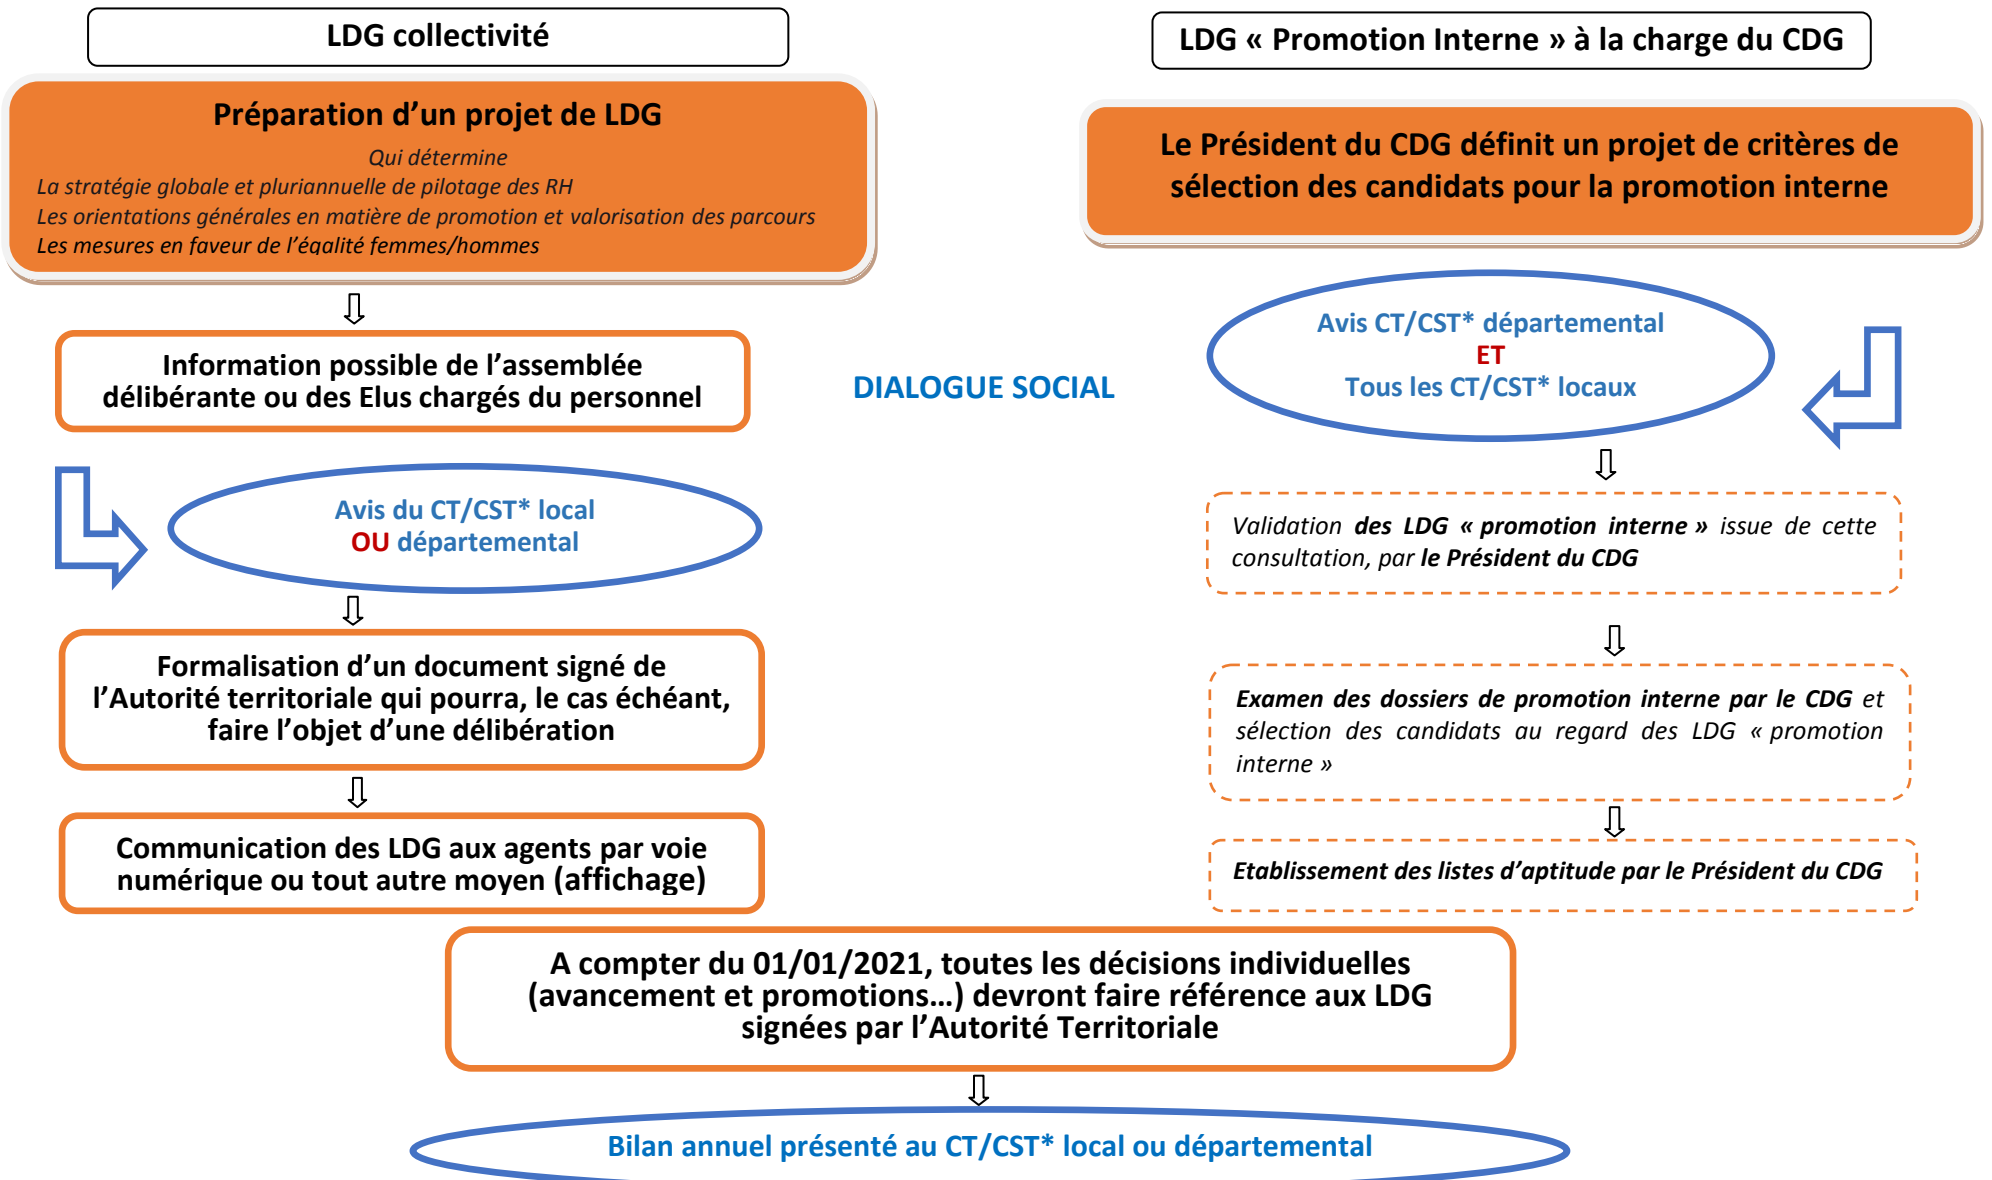 LDG collectivité
Préparation d’un projet de LDG
Qui détermine
La stratégie globale et pluriannuelle de pilotage des RH
Les orientations générales en matière de promotion et valorisation des parcours
Les mesures en faveur de l’égalité femmes/hommes
Information possible de l’assemblée
délibérante ou des Elus chargés du personnel
Avis du CT/CST* local
OU départemental
Formalisation d’un document signé de
l’Autorité territoriale qui pourra, le cas échéant,
faire l’objet d’une délibération
Communication des LDG aux agents par voie
numérique ou tout autre moyen (affichage)
DIALOGUE SOCIAL
LDG « Promotion Interne » à la charge du CDG
Le Président du CDG définit un projet de critères de
sélection des candidats pour la promotion interne
Avis CT/CST* départemental
ET
Tous les CT/CST* locaux
Validation des LDG « promotion interne » issue de cette
consultation, par le Président du CDG
Examen des dossiers de promotion interne par le CDG et
sélection des candidats au regard des LDG « promotion
interne »
Etablissement des listes d’aptitude par le Président du CDG
A compter du 01/01/2021, toutes les décisions individuelles
(avancement et promotions…) devront faire référence aux LDG
signées par l’Autorité Territoriale
Bilan annuel présenté au CT/CST* local ou départemental